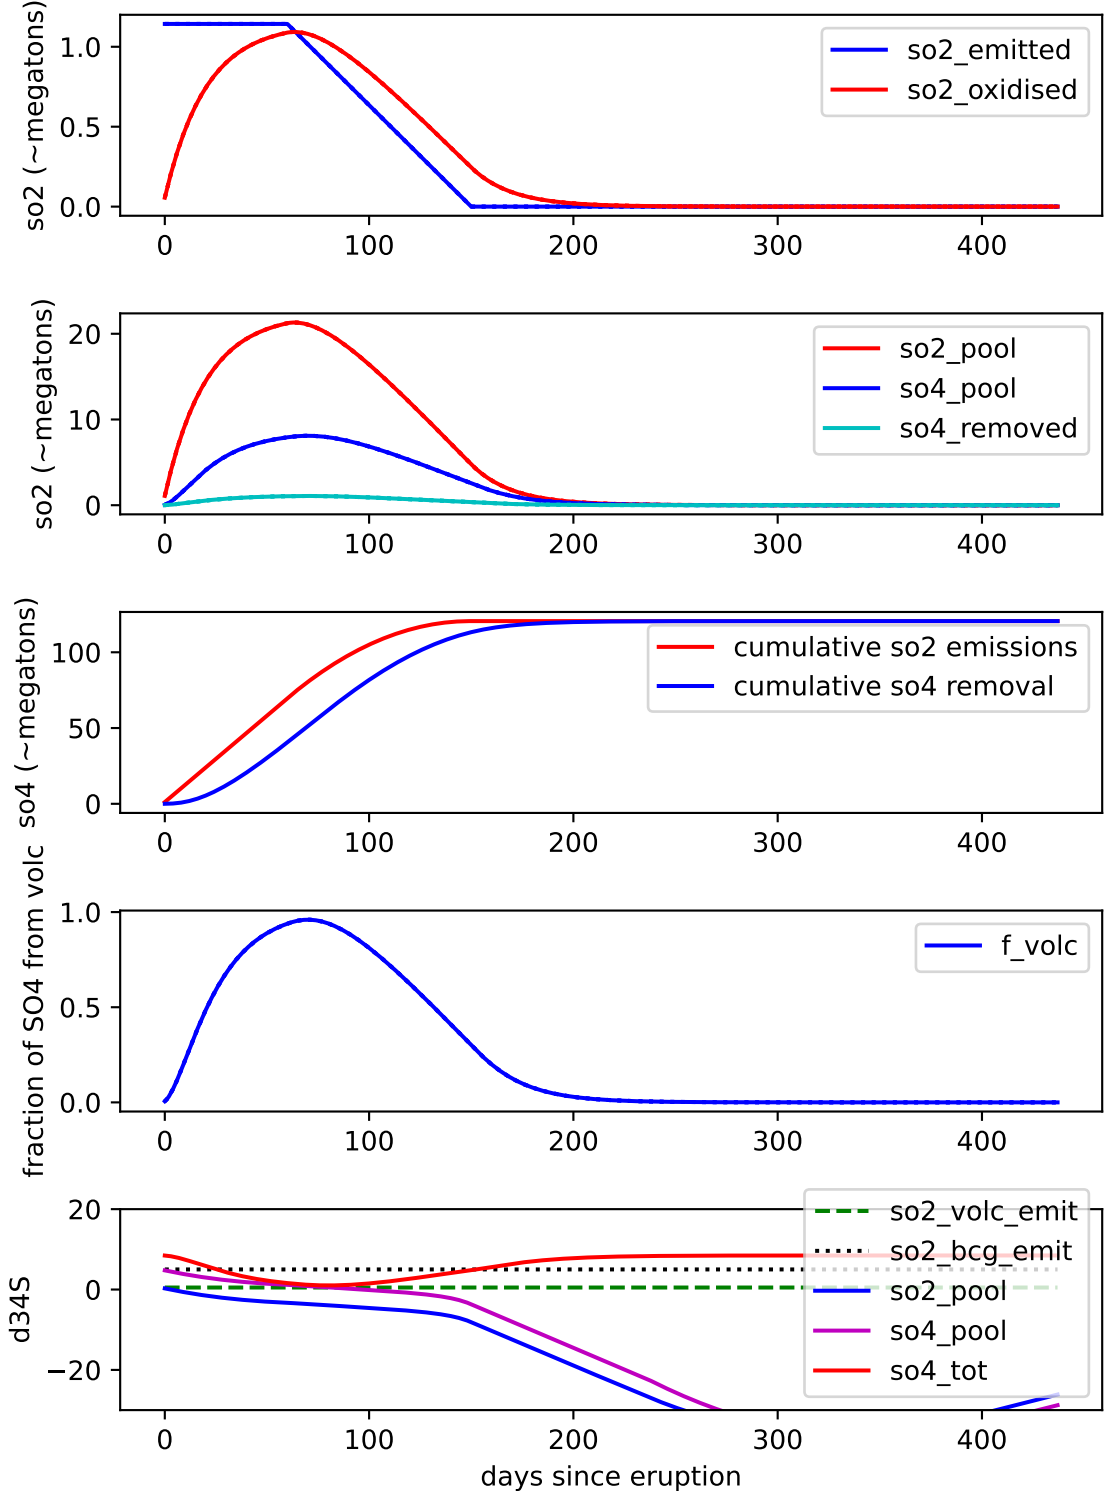 so2 (~megatons)
1.0
0.5
0.0
0 100 200 300 400
so2_emitted
so2_oxidised
so2 (~megatons)
20
10
0
0 100 200 300 400
so2_pool
so4_pool
so4_removed
so4 (~megatons)
100
50
0
0 100 200 300 400
cumulative so2 emissions
cumulative so4 removal
fraction of SO4 from volc
1.0
0.5
0.0
0 100 200 300 400
f_volc
d34S
20
0
−20
0 100 200 300 400
so2_volc_emit
so2_bcg_emit
so2_pool
so4_pool
so4_tot
days since eruption